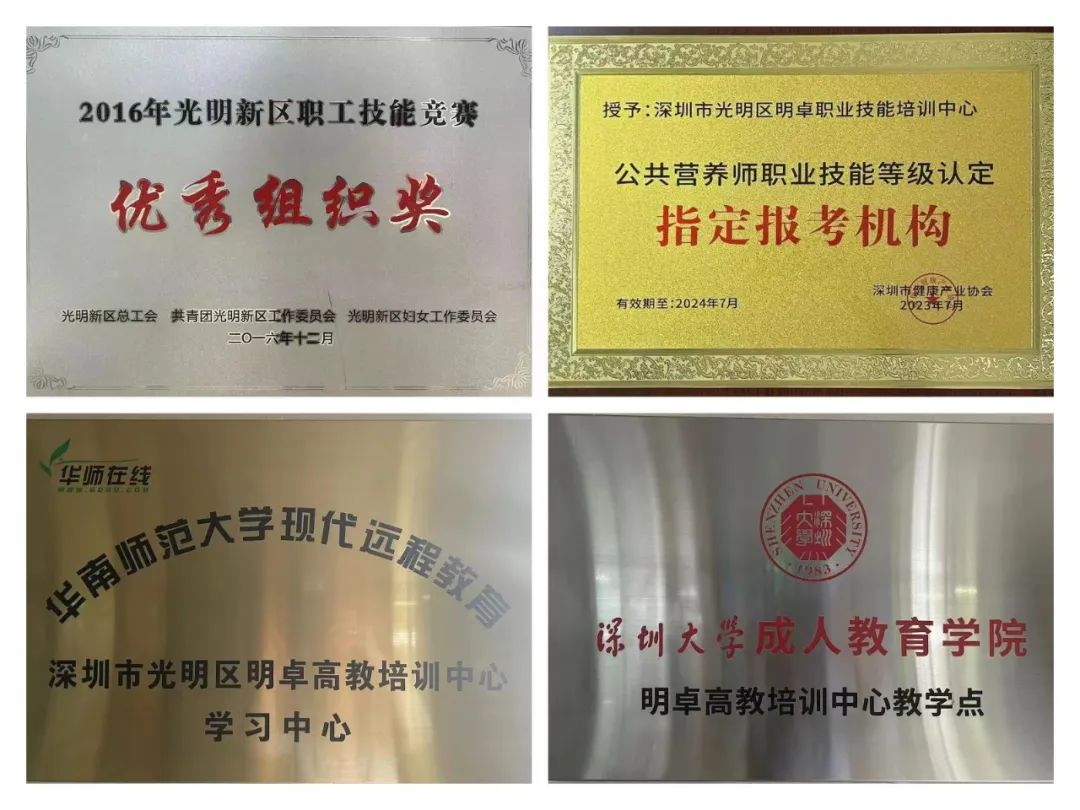 2016年光明新区职工技能竞赛
优秀组织奖
光明新区总工会 共青团光明新区工作委员会 光明新区妇女工作委员会
二〇一六年十二月
授予:深圳市光明区明卓职业技能培训中心
公共营养师职业技能等级认定
指定报考机构
有效期至:2024年7月
深圳市健康产业协会
2023年7月
华师在线
华南师范大学现代远程教育
深圳市光明区明卓高教培训中心
学习中心
SHENZHEN UNIVERSITY
深圳大學
·1983·
深圳大学成人教育学院
明卓高教培训中心教学点